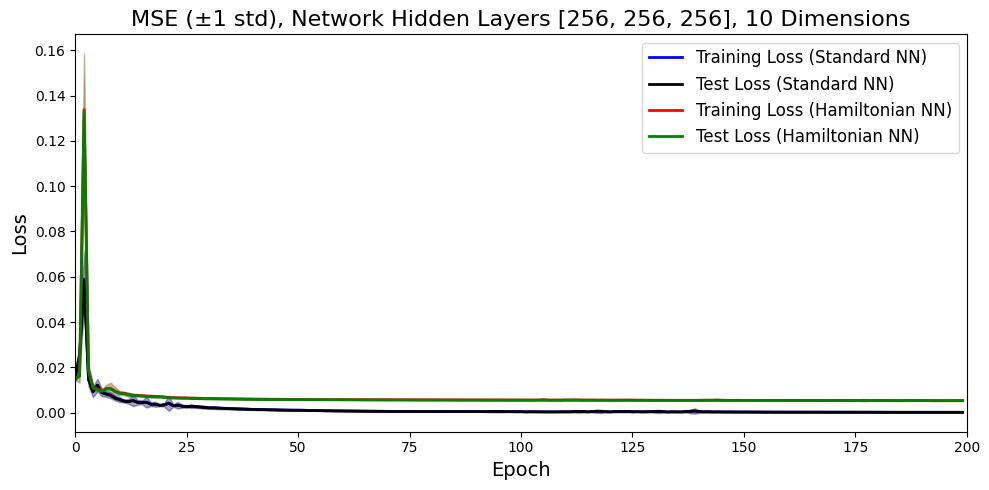 MSE (±1 std), Network Hidden Layers [256, 256, 256], 10 Dimensions
Training Loss (Standard NN)
Test Loss (Standard NN)
Training Loss (Hamiltonian NN)
Test Loss (Hamiltonian NN)
Loss
0.16
0.14
0.12
0.10
0.08
0.06
0.04
0.02
0.00
0 25 50 75 100 125 150 175 200
Epoch